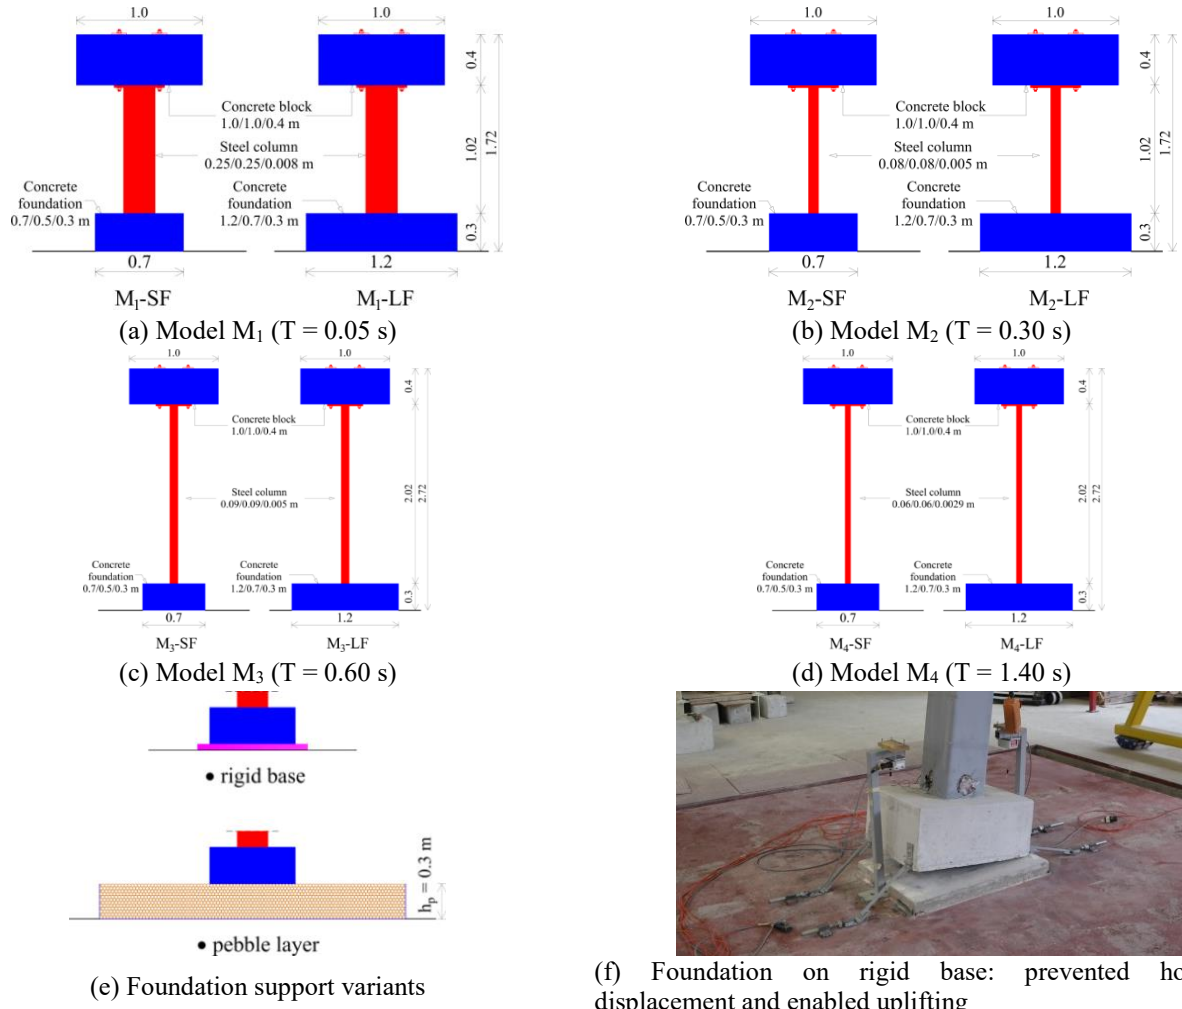 1.0
1.0
0.4
Concrete block
1.0/1.0/0.4 m
1.02
1.72
Steel column
0.25/0.25/0.008 m
Concrete
foundation
0.7/0.5/0.3 m
Concrete
foundation
1.2/0.7/0.3 m
0.3
0.7
1.2
M1-SF
M1-LF
(a) Model M1 (T = 0.05 s)
1.0
1.0
0.4
Concrete block
1.0/1.0/0.4 m
1.02
1.72
Steel column
0.08/0.08/0.005 m
Concrete
foundation
0.7/0.5/0.3 m
Concrete
foundation
1.2/0.7/0.3 m
0.3
0.7
1.2
M2-SF
M2-LF
(b) Model M2 (T = 0.30 s)
1.0
1.0
0.4
Concrete block
1.0/1.0/0.4 m
Steel column
0.09/0.09/0.005 m
2.02
2.72
Concrete
foundation
0.7/0.5/0.3 m
Concrete
foundation
1.2/0.7/0.3 m
0.3
0.7
1.2
M3-SF
M3-LF
(c) Model M3 (T = 0.60 s)
1.0
1.0
0.4
Concrete block
1.0/1.0/0.4 m
Steel column
0.06/0.06/0.0029 m
2.02
2.72
Concrete
foundation
0.7/0.5/0.3 m
Concrete
foundation
1.2/0.7/0.3 m
0.3
0.7
1.2
M4-SF
M4-LF
(d) Model M4 (T = 1.40 s)
• rigid base
hp = 0.3 m
• pebble layer
(e) Foundation support variants
(f) Foundation on rigid base: prevented ho
displacement and enabled uplifting